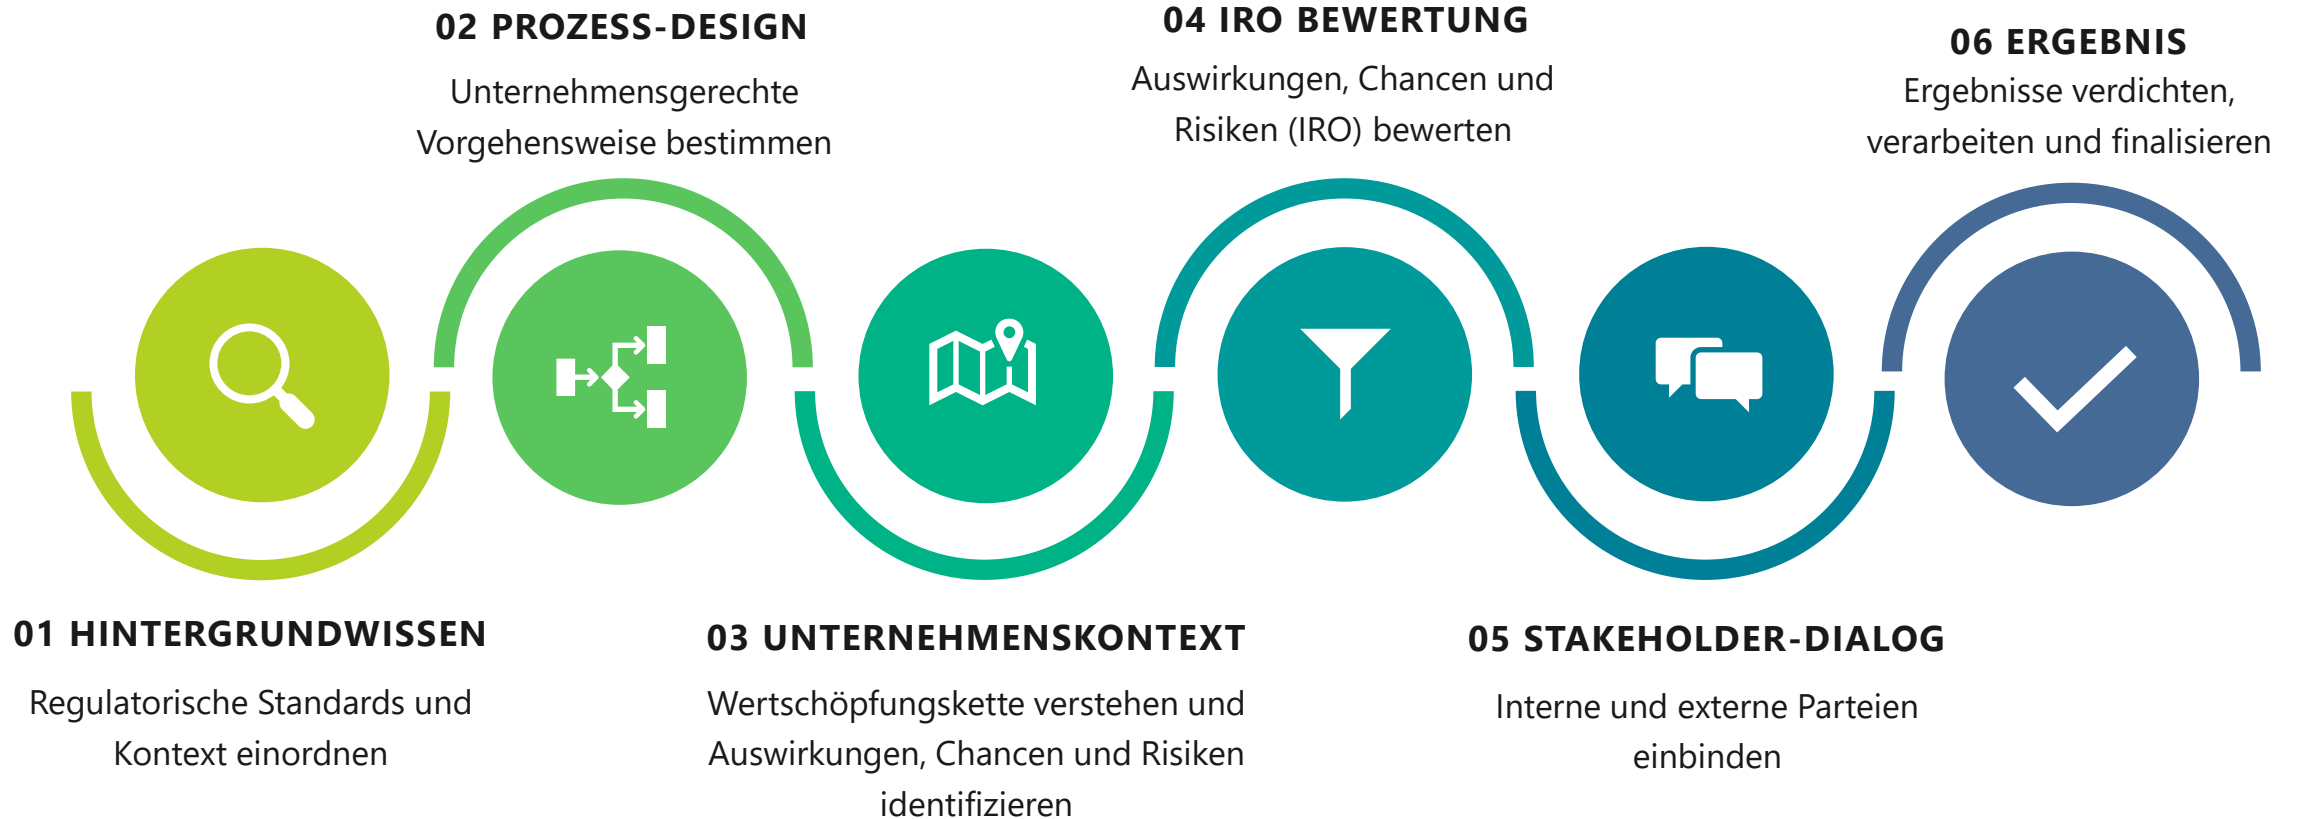 02 PROZESS-DESIGN
Unternehmensgerechte
Vorgehensweise bestimmen
04 IRO BEWERTUNG
Auswirkungen, Chancen und
Risiken (IRO) bewerten
06 ERGEBNIS
Ergebnisse verdichten,
verarbeiten und finalisieren
01 HINTERGRUNDWISSEN
Regulatorische Standards und
Kontext einordnen
03 UNTERNEHMENSKONTEXT
Wertschöpfungskette verstehen und
Auswirkungen, Chancen und Risiken
identifizieren
05 STAKEHOLDER-DIALOG
Interne und externe Parteien
einbinden